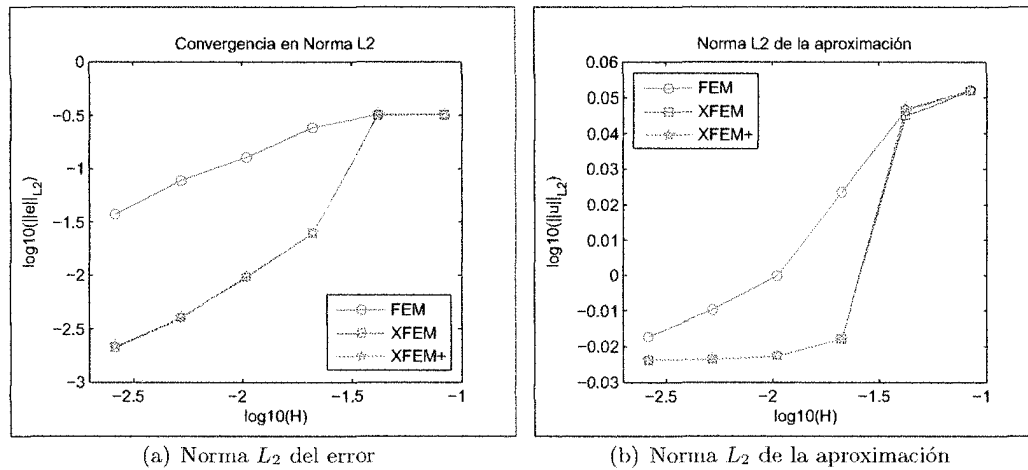 Convergencia en Norma L2
0
−0.5
−1
−1.5
−2
−2.5
−3
−2.5
−2
−1.5
−1
log10(||e||L2)
log10(H)
FEM
XFEM
XFEM+
(a) Norma L2 del error
Norma L2 de la aproximación
0.06
0.05
0.04
0.03
0.02
0.01
0
−0.01
−0.02
−0.03
−2.5
−2
−1.5
−1
log10(||u||L2)
log10(H)
FEM
XFEM
XFEM+
(b) Norma L2 de la aproximación